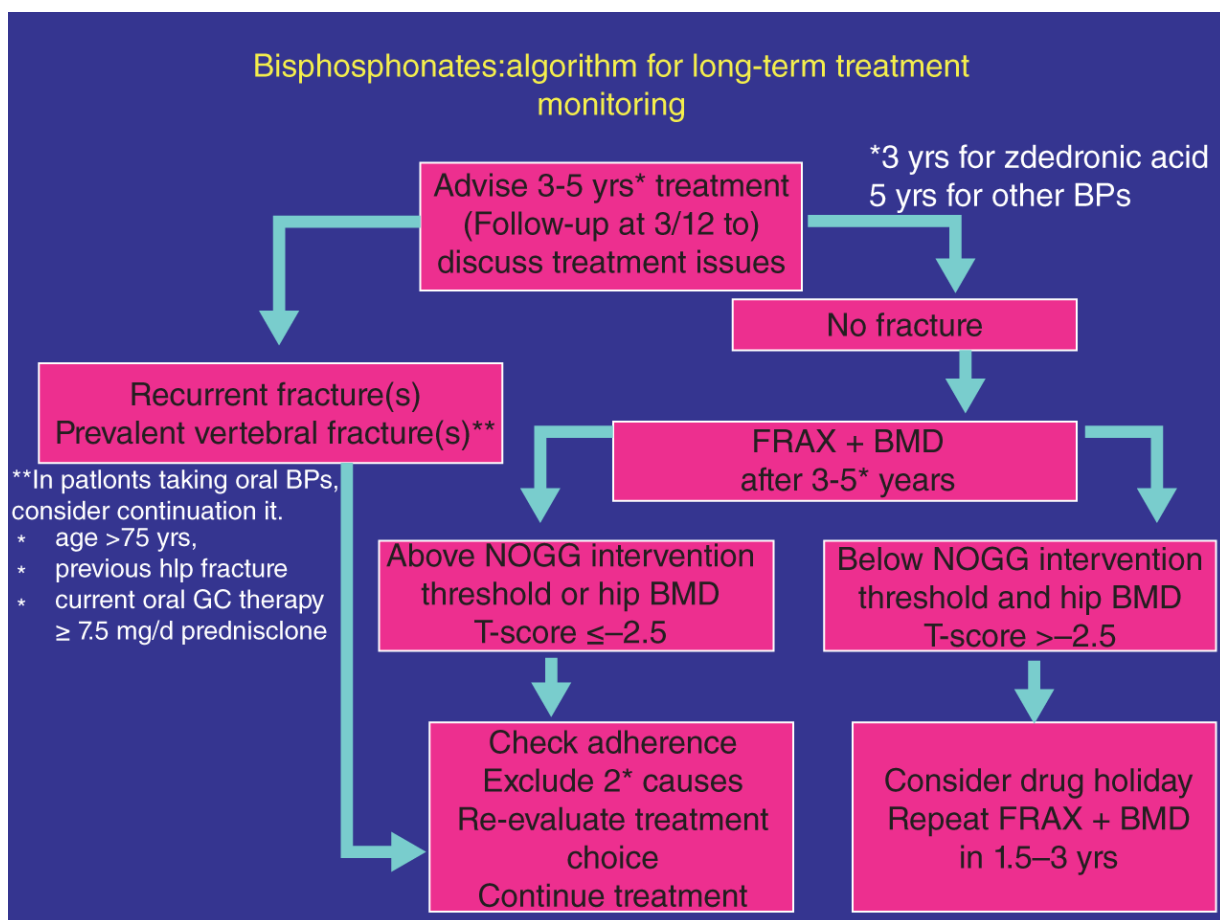 Bisphosphonates:algorithm for long-term treatment
monitoring
*3 yrs for zdedronic acid
5 yrs for other BPs
Advise 3-5 yrs* treatment
(Follow-up at 3/12 to)
discuss treatment issues
No fracture
Recurrent fracture(s)
Prevalent vertebral fracture(s)**
**In patlonts taking oral BPs,
consider continuation it.
* age >75 yrs,
* previous hlp fracture
* current oral GC therapy
≥ 7.5 mg/d prednisclone
FRAX + BMD
after 3-5* years
Above NOGG intervention
threshold or hip BMD
T-score ≤–2.5
Below NOGG intervention
threshold and hip BMD
T-score >–2.5
Check adherence
Exclude 2* causes
Re-evaluate treatment
choice
Continue treatment
Consider drug holiday
Repeat FRAX + BMD
in 1.5–3 yrs